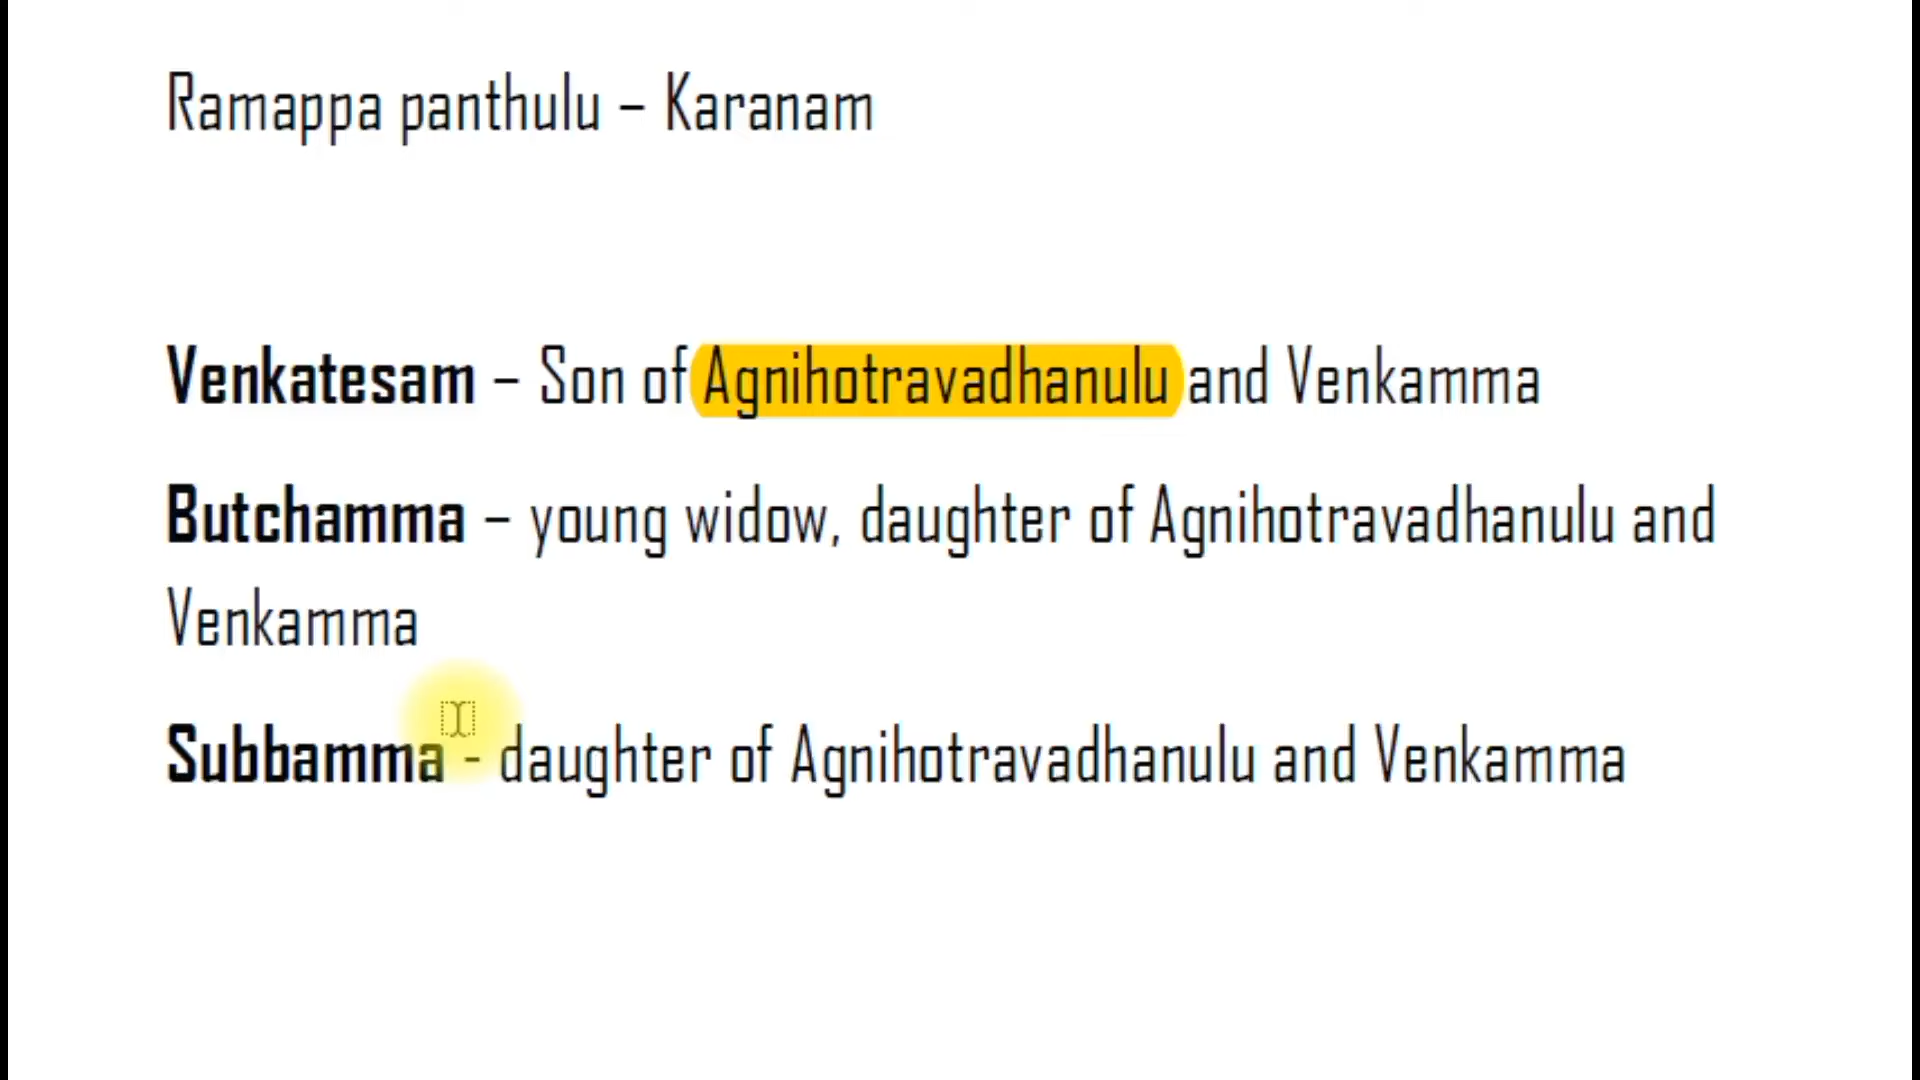 Ramappa panthulu – Karanam
Venkatesam – Son of Agnihotravadhanulu and Venkamma
Butchamma – young widow, daughter of Agnihotravadhanulu and
Venkamma
Subbamma - daughter of Agnihotravadhanulu and Venkamma